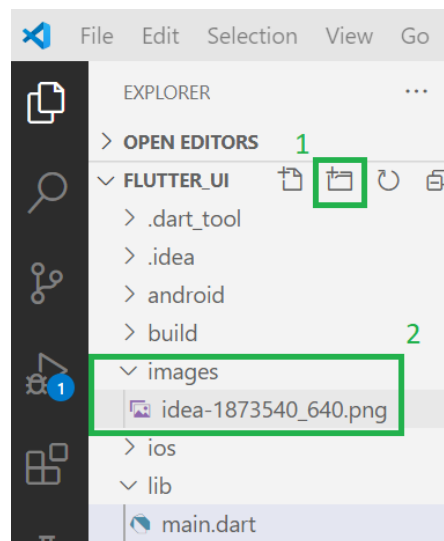 File Edit Selection View Go
EXPLORER
OPEN EDITORS 1
FLUTTER_UI
.dart_tool
.idea
android
build 2
images
1 idea-1873540_640.png
ios
lib
main.dart